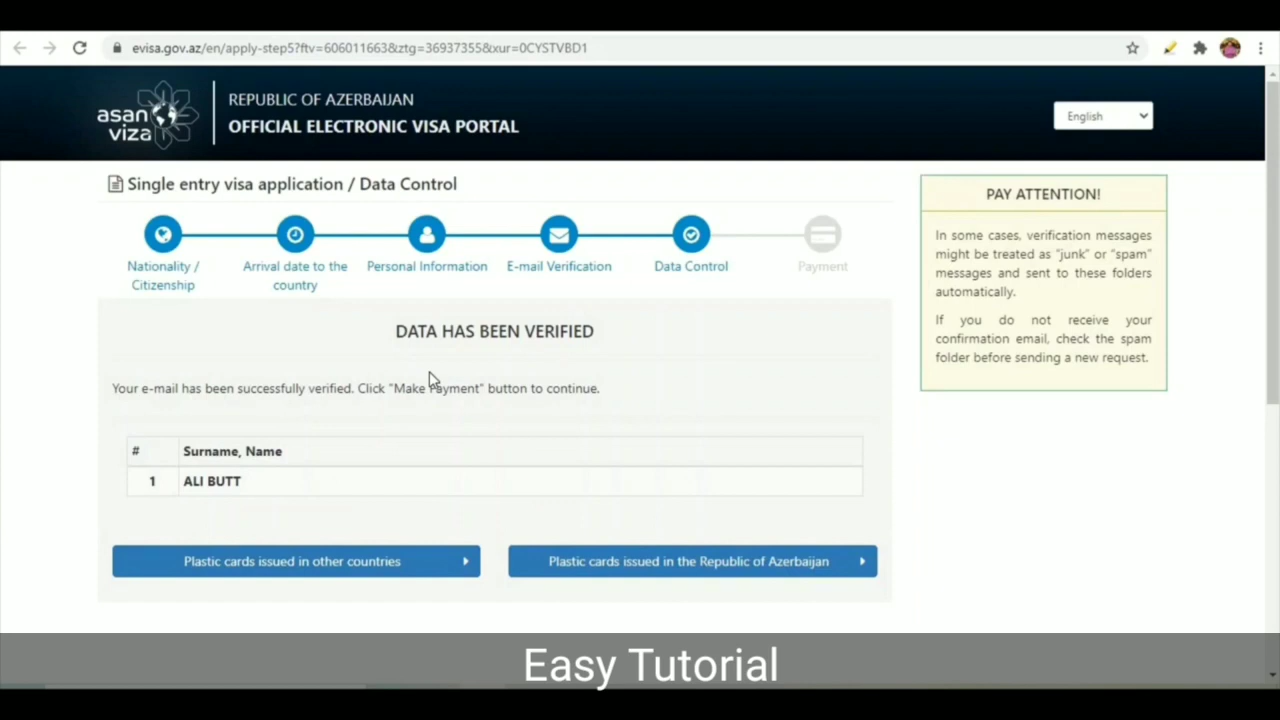 evisa.gov.az/en/apply-step5?ftv=606011663&ztg=36937355&xur=0CYSTVBD1
asan
viza
REPUBLIC OF AZERBAIJAN
OFFICIAL ELECTRONIC VISA PORTAL
English
Single entry visa application / Data Control
Nationality /
Citizenship
Arrival date to the
country
Personal Information
E-mail Verification
Data Control
Payment
DATA HAS BEEN VERIFIED
Your e-mail has been successfully verified. Click "Make Payment" button to continue.
# Surname, Name
1 ALI BUTT
Plastic cards issued in other countries
Plastic cards issued in the Republic of Azerbaijan
PAY ATTENTION!
In some cases, verification messages
might be treated as "junk" or "spam"
messages and sent to these folders
automatically.
If you do not receive your
confirmation email, check the spam
folder before sending a new request.
Easy Tutorial